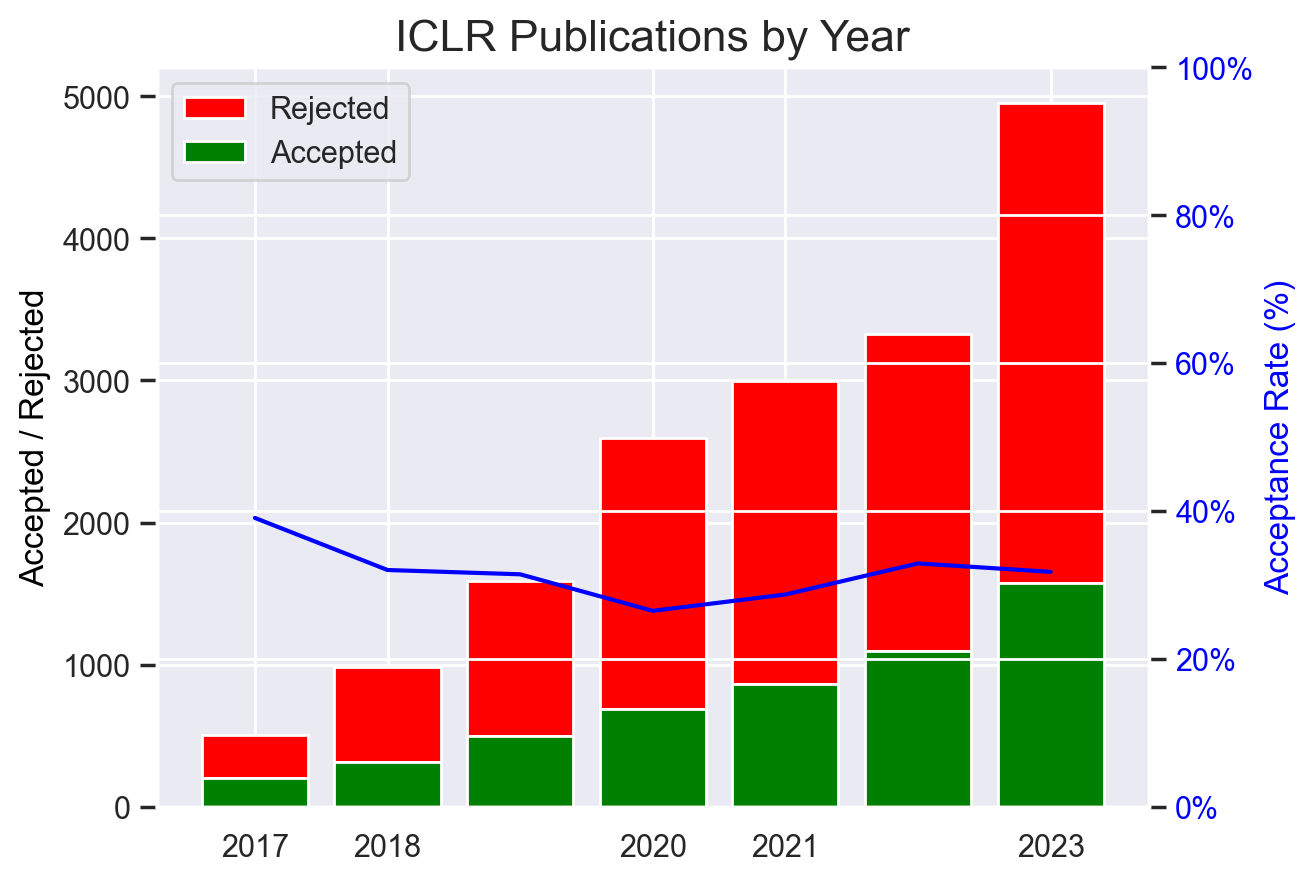 ICLR Publications by Year
Rejected
Accepted
Accepted / Rejected
5000
4000
3000
2000
1000
0
100%
80%
60%
40%
20%
0%
Acceptance Rate (%)
2017 2018 2020 2021 2023